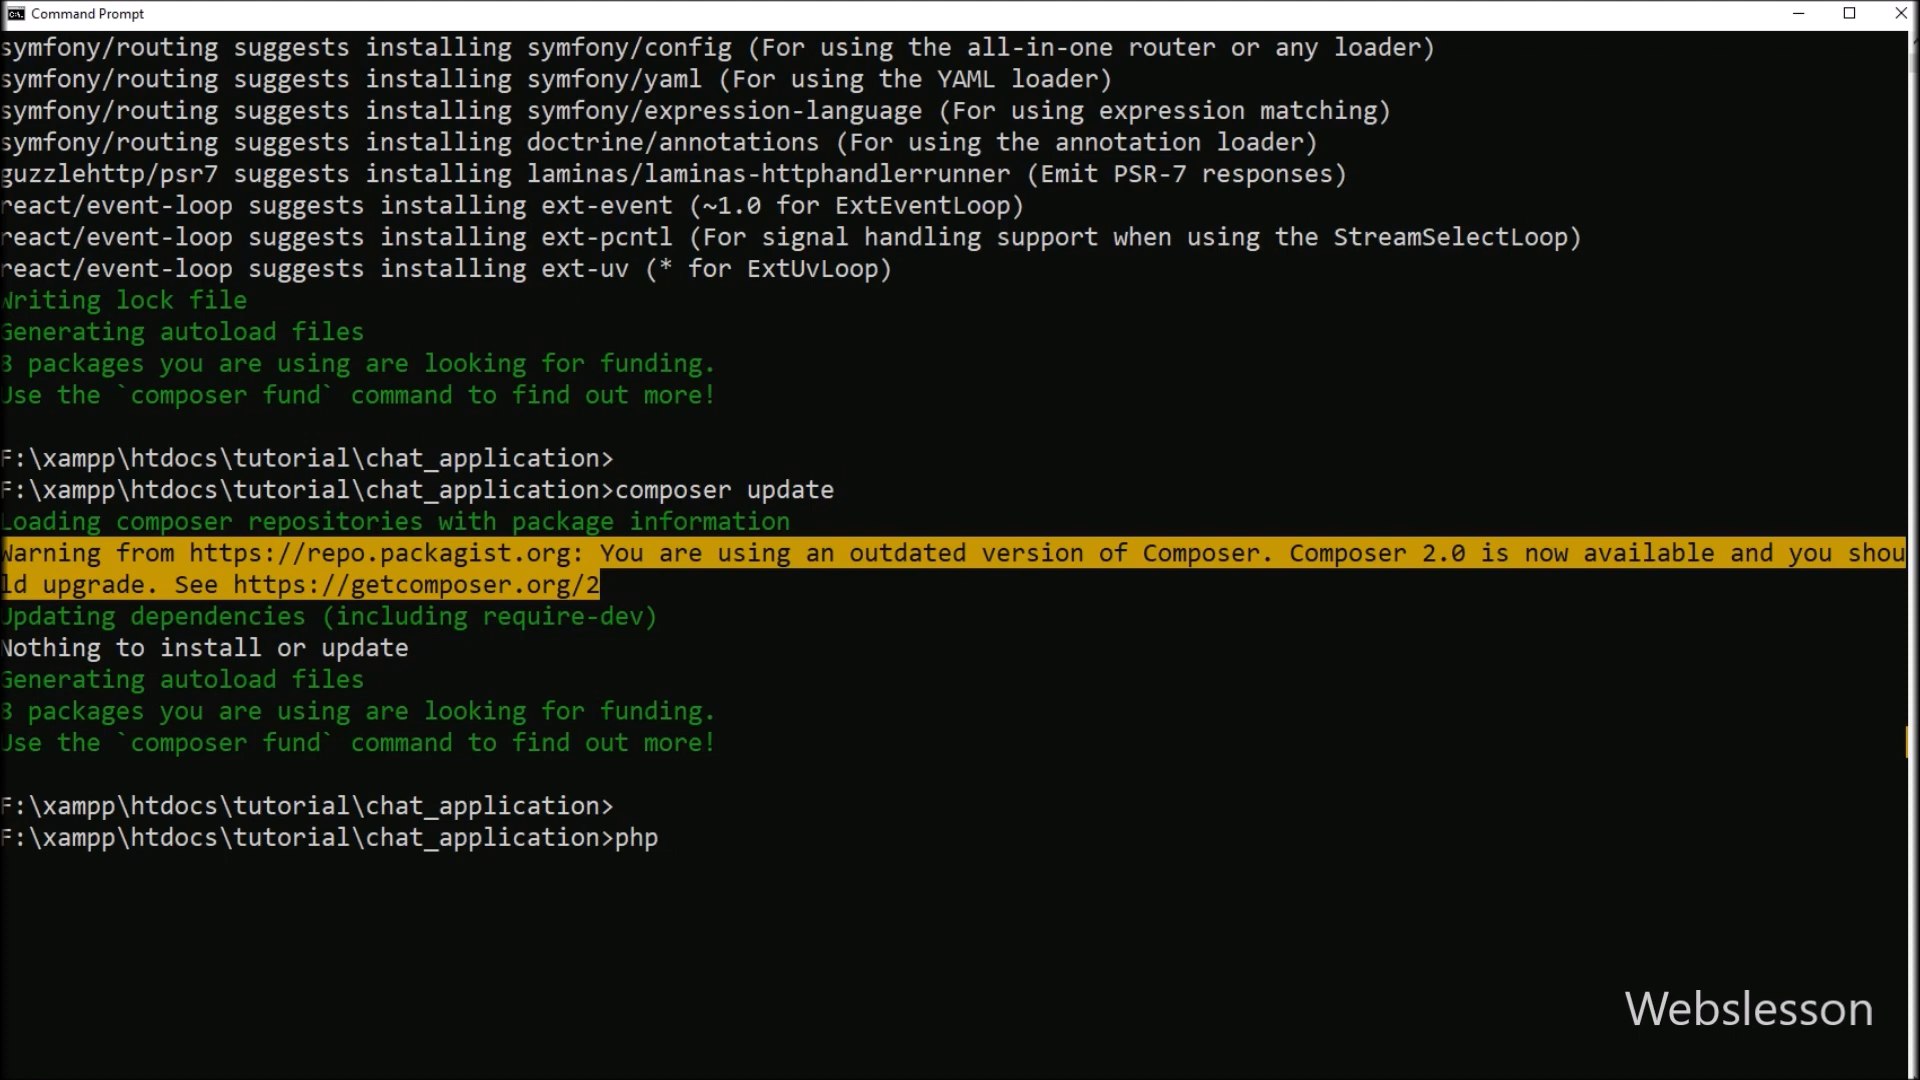 Command Prompt
symfony/routing suggests installing symfony/config (For using the all-in-one router or any loader)
symfony/routing suggests installing symfony/yaml (For using the YAML loader)
symfony/routing suggests installing symfony/expression-language (For using expression matching)
symfony/routing suggests installing doctrine/annotations (For using the annotation loader)
guzzlehttp/psr7 suggests installing laminas/laminas-httphandlerrunner (Emit PSR-7 responses)
react/event-loop suggests installing ext-event (~1.0 for ExtEventLoop)
react/event-loop suggests installing ext-pcntl (For signal handling support when using the StreamSelectLoop)
react/event-loop suggests installing ext-uv (* for ExtUvLoop)
Writing lock file
Generating autoload files
8 packages you are using are looking for funding.
Use the `composer fund` command to find out more!
F:\xampp\htdocs\tutorial\chat_application>
F:\xampp\htdocs\tutorial\chat_application>composer update
Loading composer repositories with package information
Warning from https://repo.packagist.org: You are using an outdated version of Composer. Composer 2.0 is now available and you shou
ld upgrade. See https://getcomposer.org/2
Updating dependencies (including require-dev)
Nothing to install or update
Generating autoload files
8 packages you are using are looking for funding.
Use the `composer fund` command to find out more!
F:\xampp\htdocs\tutorial\chat_application>
F:\xampp\htdocs\tutorial\chat_application>php
Webslesson